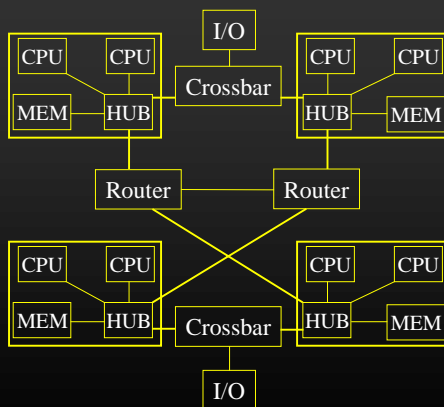 I/O
CPU CPU CPU CPU
Crossbar
MEM HUB HUB MEM
Router Router
CPU CPU CPU CPU
MEM HUB Crossbar HUB MEM
I/O